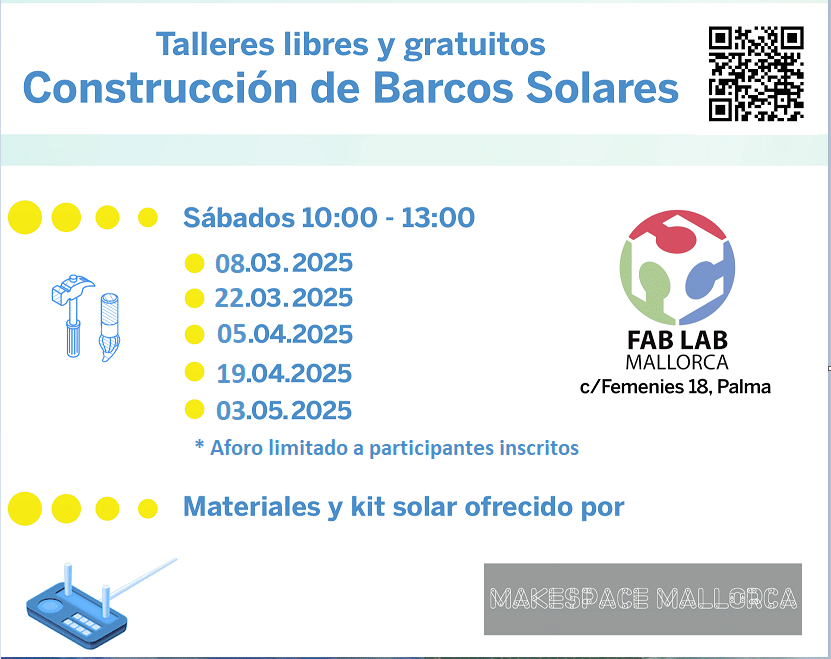 Talleres libres y gratuitos
Construcción de Barcos Solares
Sábados 10:00 - 13:00
08.03.2025
22.03.2025
05.04.2025
19.04.2025
03.05.2025
* Aforo limitado a participantes inscritos
FAB LAB
MALLORCA
c/Femenies 18, Palma
Materiales y kit solar ofrecido por
MAKESPACE MALLORCA